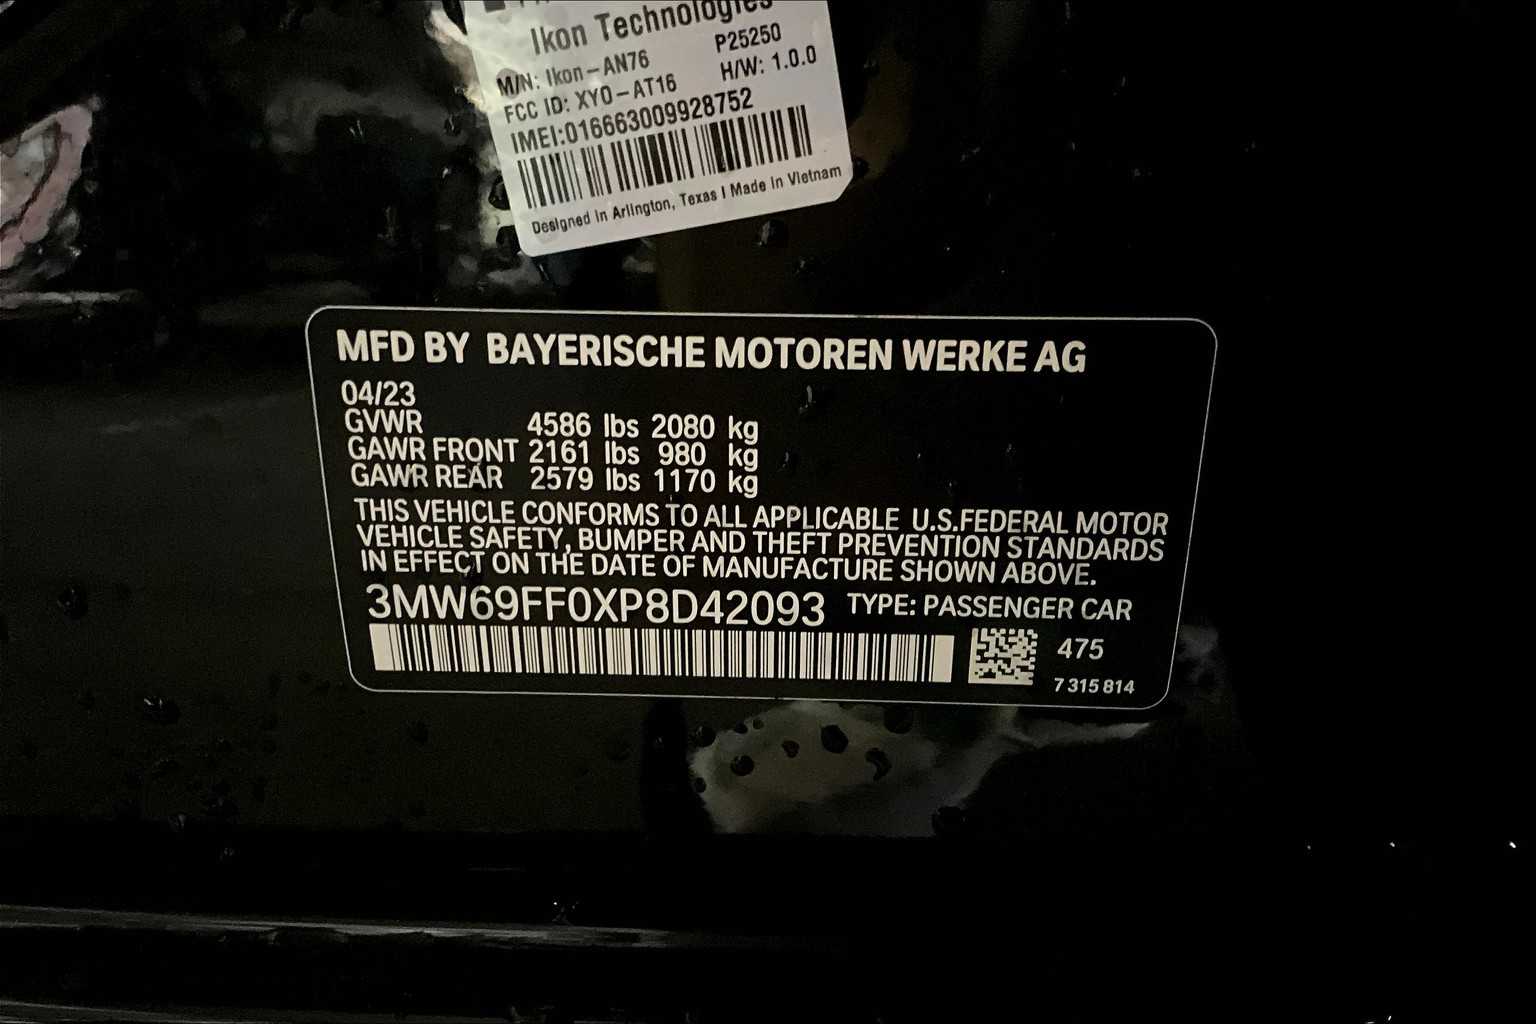 Ikon Technologies
M/N: Ikon-AN76 P25250
FCC ID: XYO-AT16 H/W: 1.0.0
IMEI:016663009928752
Designed in Arlington, Texas | Made in Vietnam
MFD BY BAYERISCHE MOTOREN WERKE AG
04/23
GVWR 4586 lbs 2080 kg
GAWR FRONT 2161 lbs 980 kg
GAWR REAR 2579 lbs 1170 kg
THIS VEHICLE CONFORMS TO ALL APPLICABLE U.S.FEDERAL MOTOR
VEHICLE SAFETY, BUMPER AND THEFT PREVENTION STANDARDS
IN EFFECT ON THE DATE OF MANUFACTURE SHOWN ABOVE.
3MW69FF0XP8D42093 TYPE: PASSENGER CAR
475
7 315 814